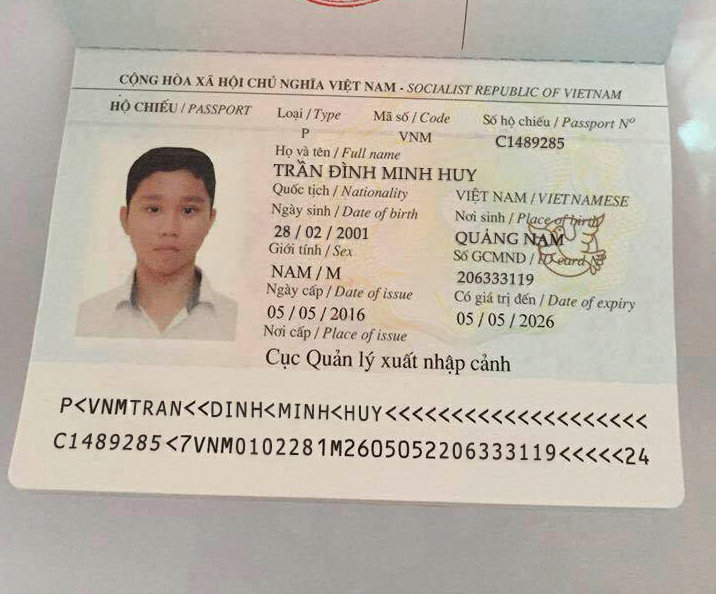 CỘNG HÒA XÃ HỘI CHỦ NGHĨA VIỆT NAM - SOCIALIST REPUBLIC OF VIETNAM
HỘ CHIẾU / PASSPORT
Loại / Type Mã số / Code Số hộ chiếu / Passport Nº
P VNM C1489285
Họ và tên / Full name
TRẦN ĐÌNH MINH HUY
Quốc tịch / Nationality VIỆT NAM / VIETNAMESE
Ngày sinh / Date of birth Nơi sinh / Place of birth
28 / 02 / 2001 QUẢNG NAM
Giới tính / Sex Số GCMND / ID card Nº
NAM / M 206333119
Ngày cấp / Date of issue Có giá trị đến / Date of expiry
05 / 05 / 2016 05 / 05 / 2026
Nơi cấp / Place of issue
Cục Quản lý xuất nhập cảnh
P<VNMTRAN<<DINH<MINH<HUY<<<<<<<<<<<<<<<<<<<<
C1489285<7VNM0102281M2605052206333119<<<<<24